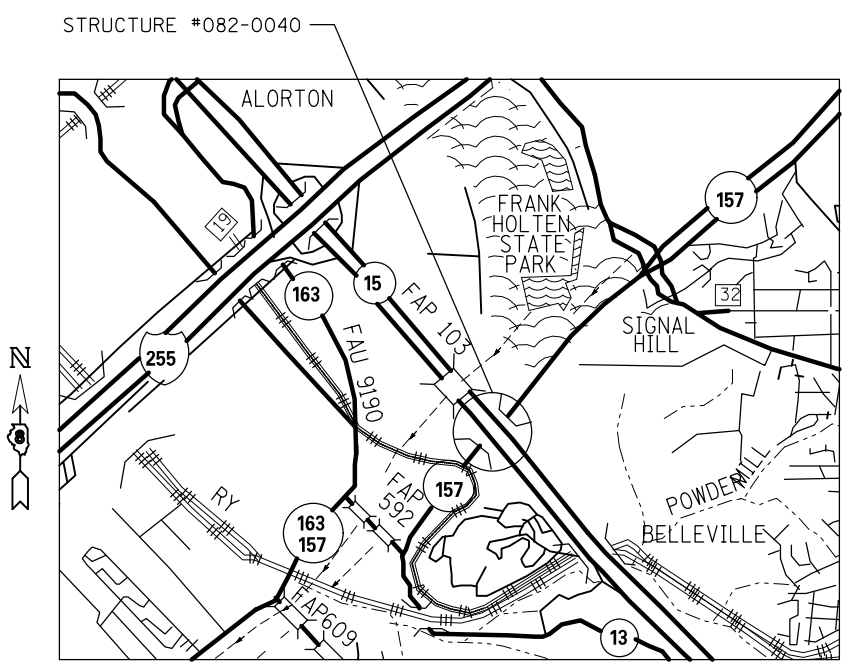 STRUCTURE #082-0040
ALORTON
157
FRANK
HOLTEN
STATE
PARK
19
15
163
FAP 103
32
SIGNAL
HILL
255
FAU 9190
N
8
FAP
592
157
RY
POWDERMILL
163
157
BELLEVILLE
FAP609
13